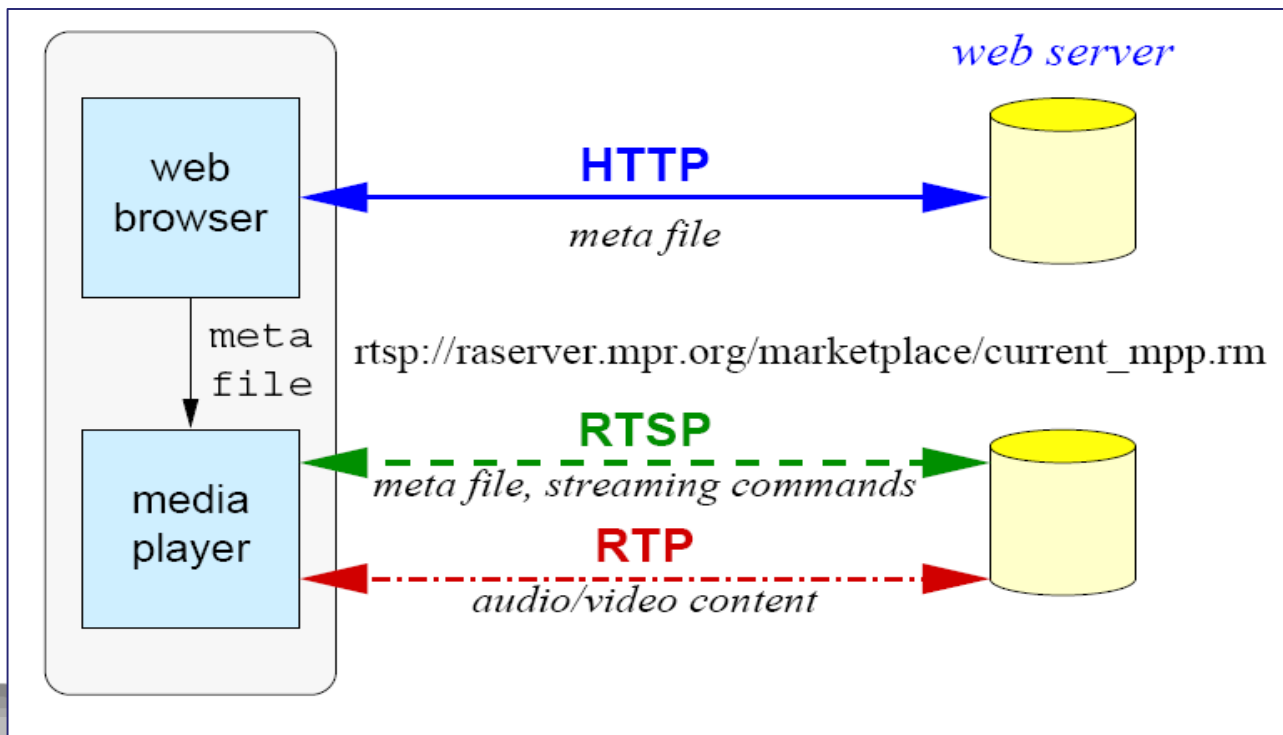 web server
web
browser
HTTP
meta file
meta
file
rtsp://raserver.mpr.org/marketplace/current_mpp.rm
media
player
RTSP
meta file, streaming commands
RTP
audio/video content